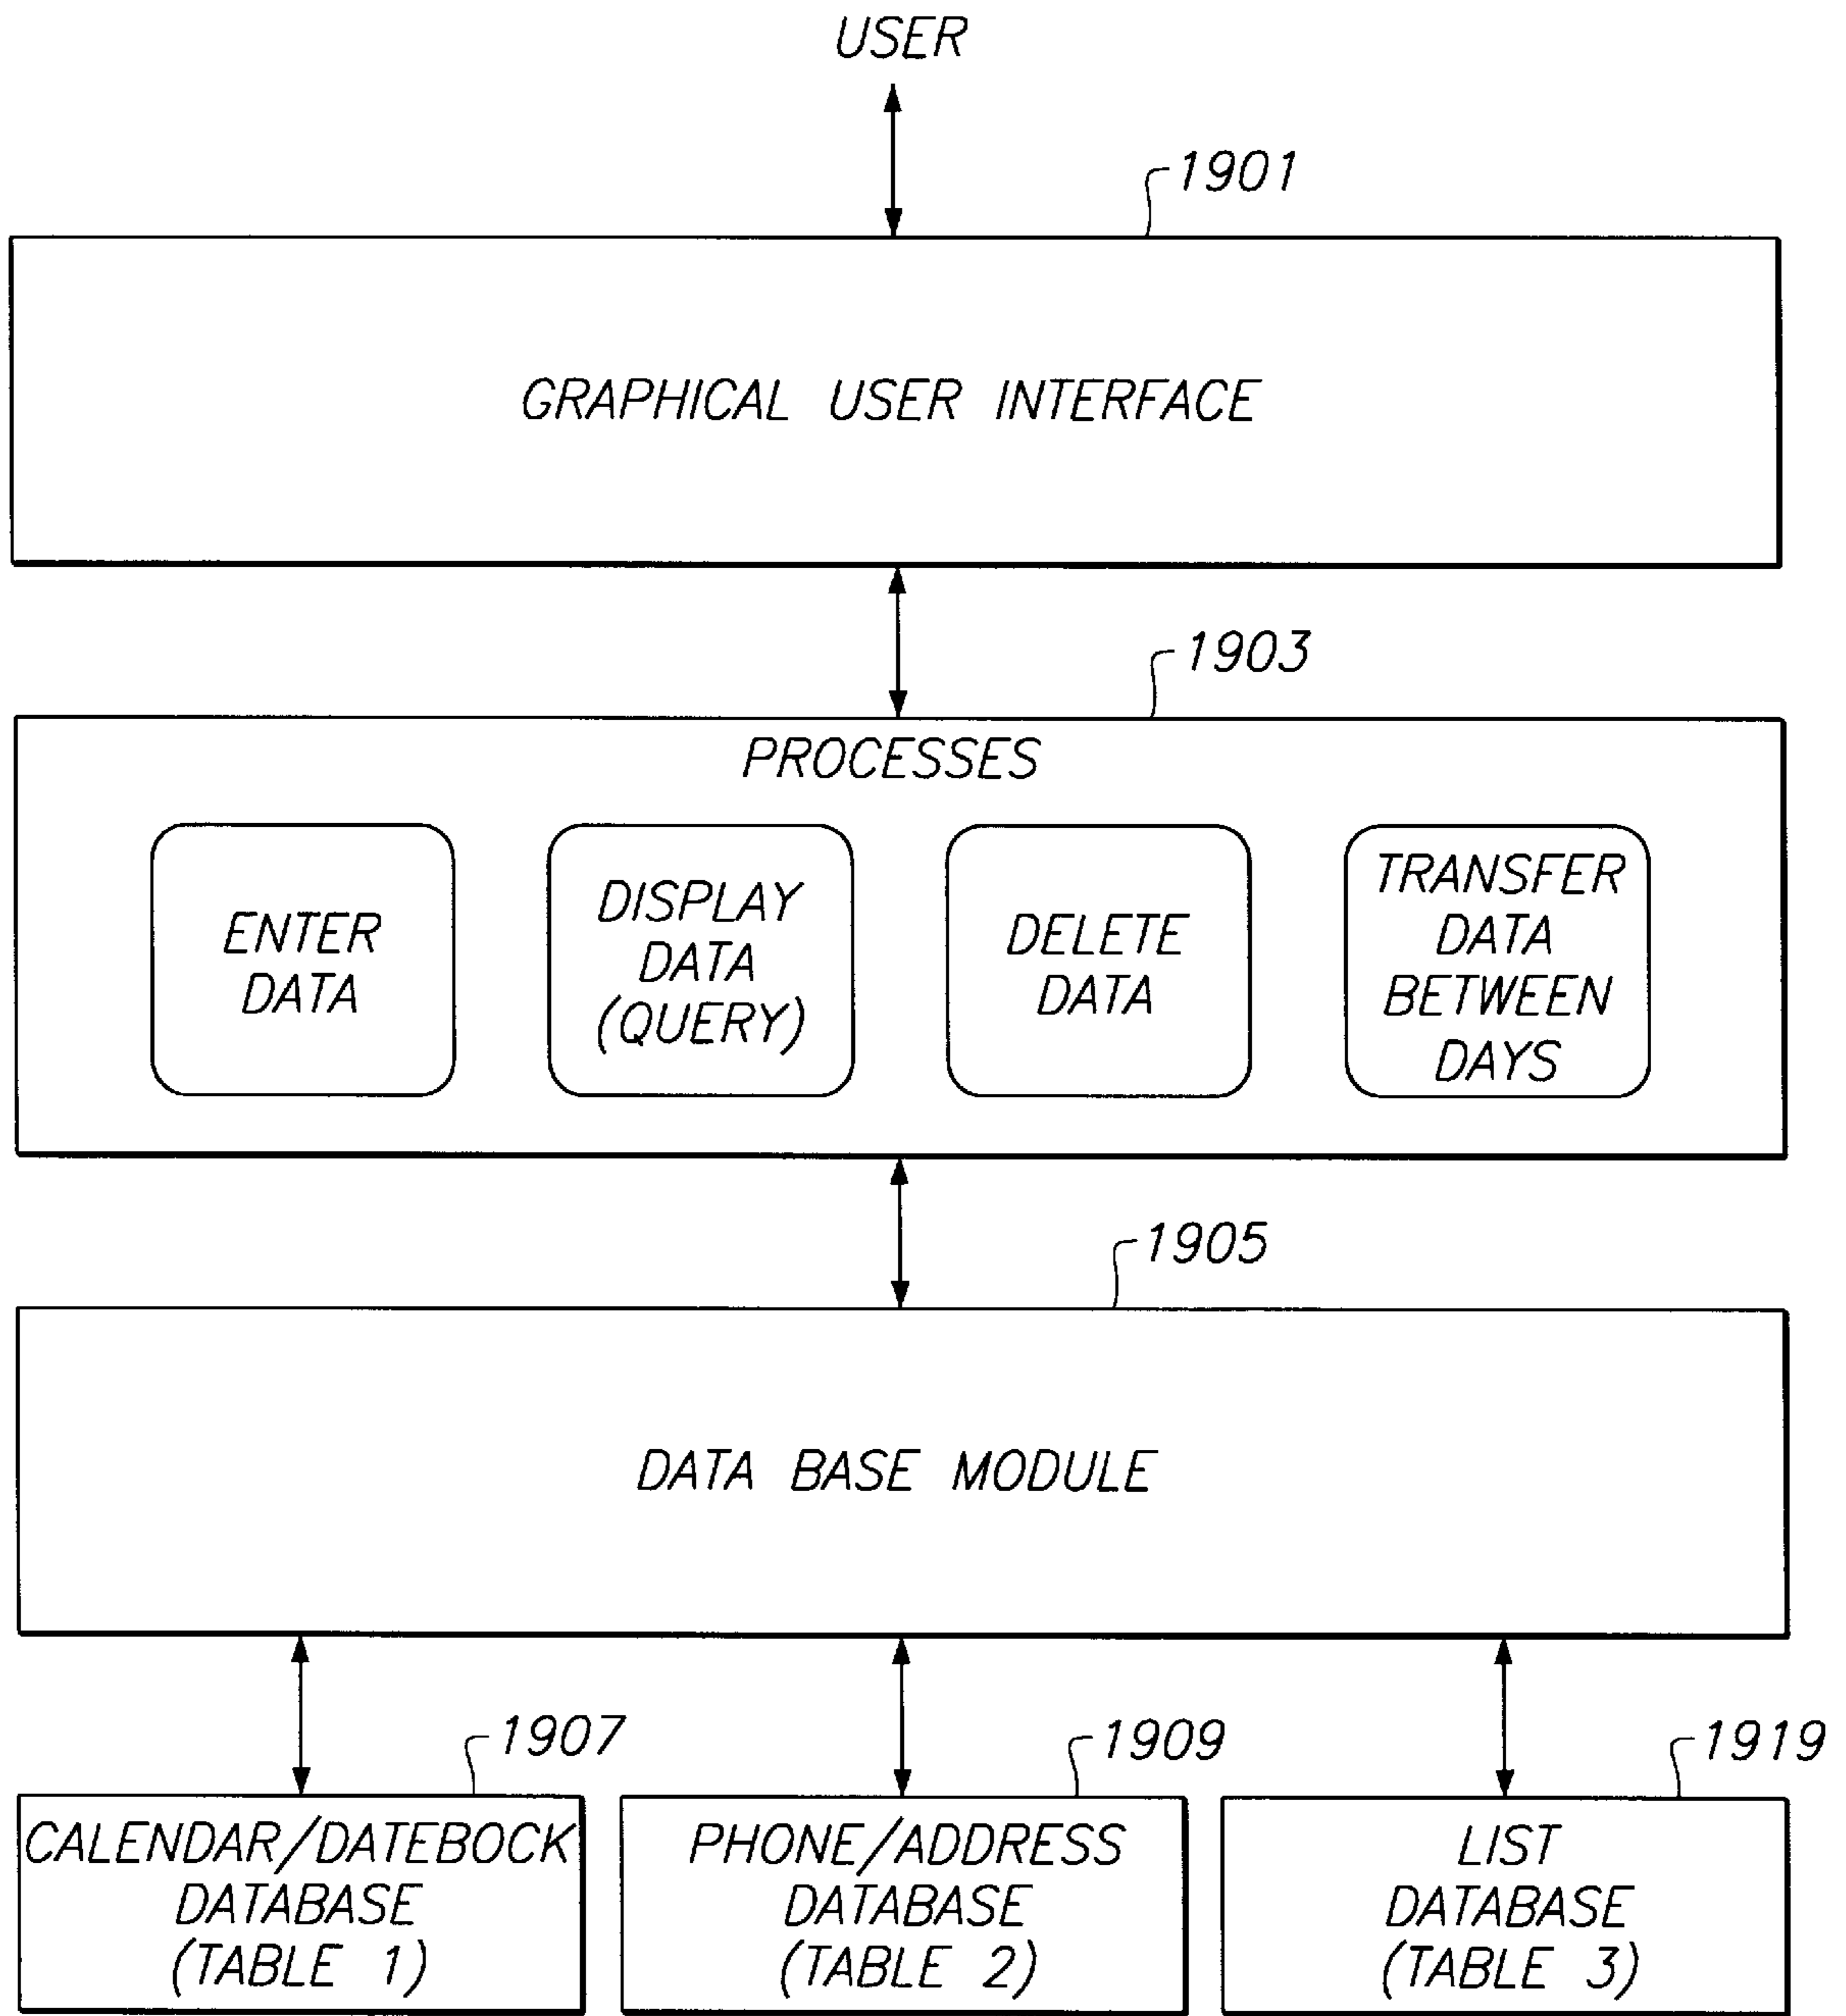 USER
1901
GRAPHICAL USER INTERFACE
1903
PROCESSES
ENTER
DATA
DISPLAY
DATA
(QUERY)
DELETE
DATA
TRANSFER
DATA
BETWEEN
DAYS
1905
DATA BASE MODULE
1907
CALENDAR/DATEBOCK
DATABASE
(TABLE 1)
1909
PHONE/ADDRESS
DATABASE
(TABLE 2)
1919
LIST
DATABASE
(TABLE 3)